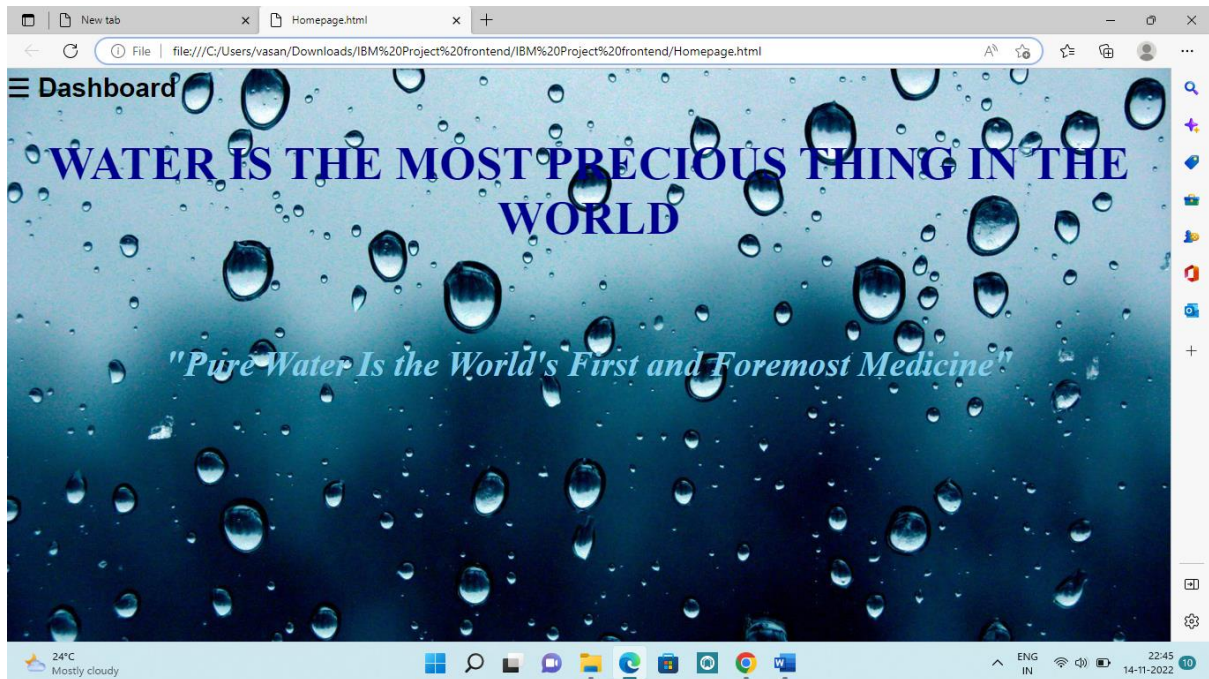 New tab
Homepage.html
File
file:///C:/Users/vasan/Downloads/IBM%20Project%20frontend/IBM%20Project%20frontend/Homepage.html
☰ Dashboard
WATER IS THE MOST PRECIOUS THING IN THE
WORLD
"Pure Water Is the World's First and Foremost Medicine"
24°C
Mostly cloudy
ENG
IN
22:45
14-11-2022
10